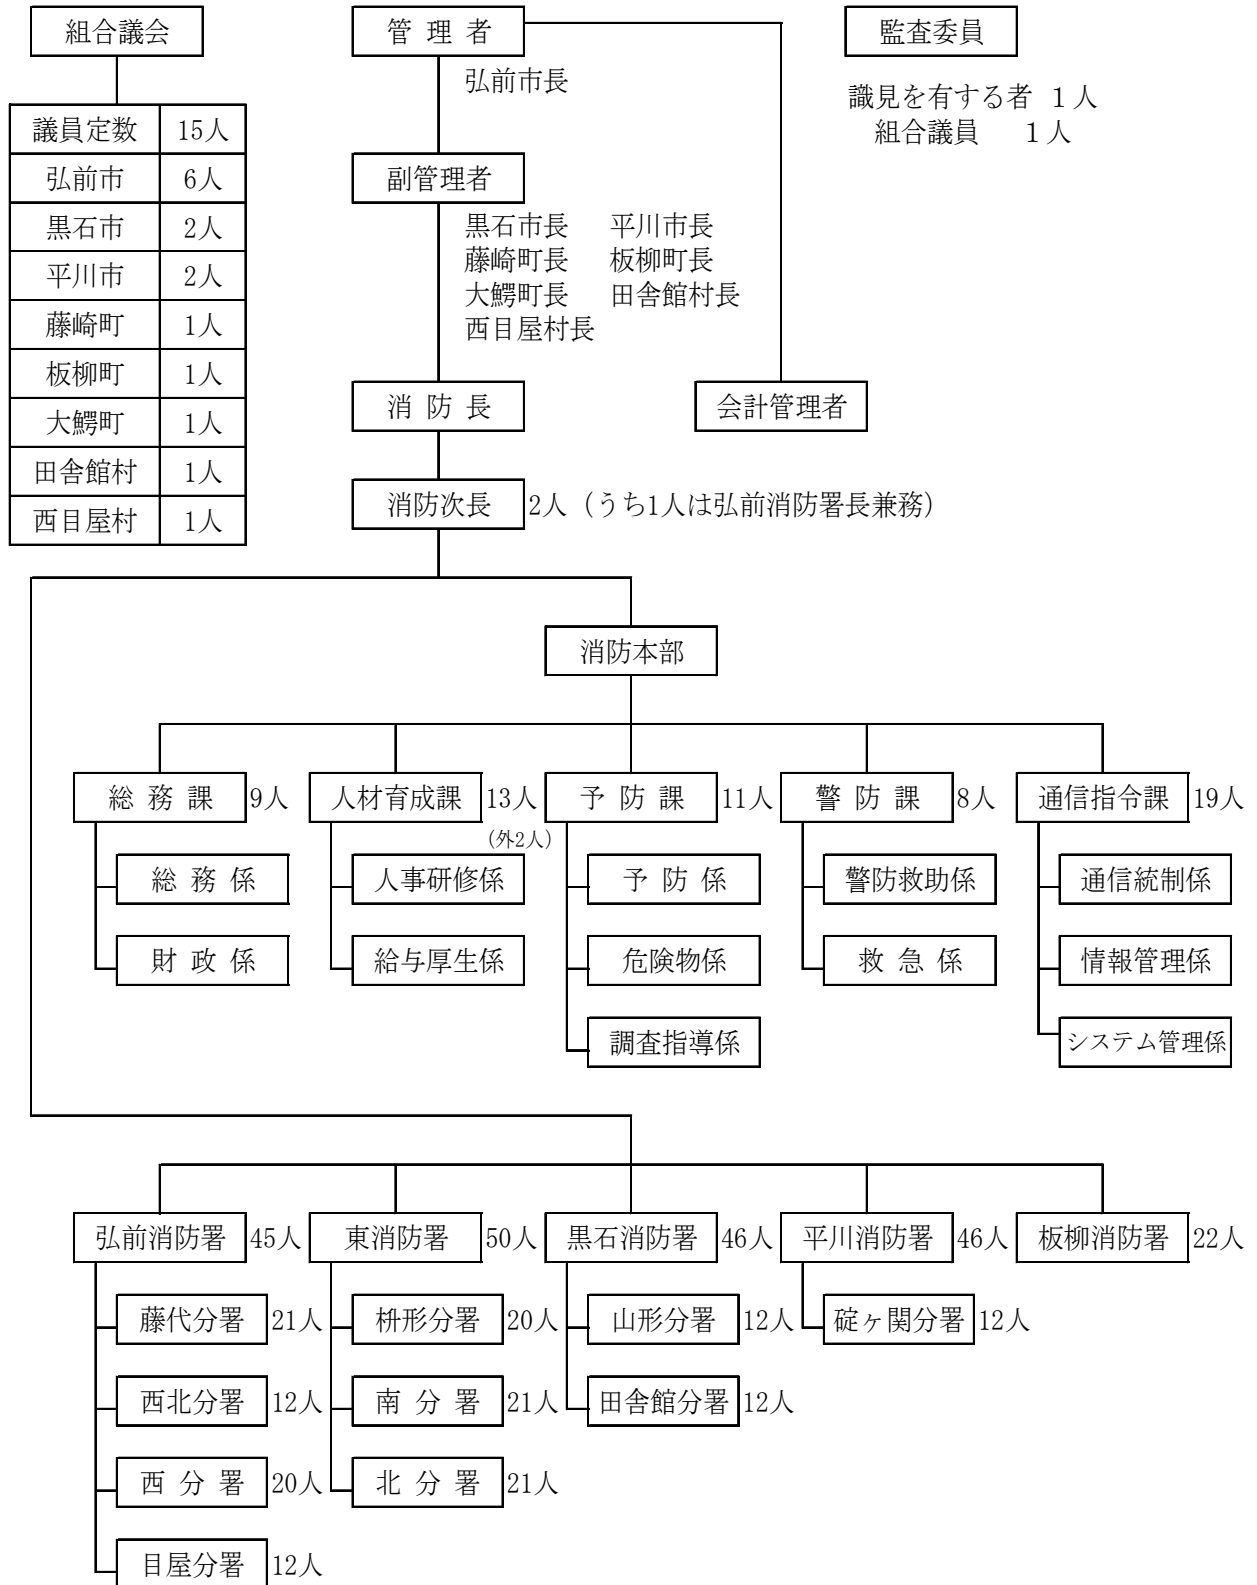 組合議会
管理者
監査委員
弘前市長
識見を有する者 1人
組合議員 1人
議員定数 15人
弘前市 6人
黒石市 2人
平川市 2人
藤崎町 1人
板柳町 1人
大鰐町 1人
田舎館村 1人
西目屋村 1人
副管理者
黒石市長 平川市長
藤崎町長 板柳町長
大鰐町長 田舎館村長
西目屋村長
消防長
会計管理者
消防次長 2人（うち1人は弘前消防署長兼務）
消防本部
総務課 9人
総務係
財政係
人材育成課 13人
（外2人）
人事研修係
給与厚生係
予防課 11人
予防係
危険物係
調査指導係
警防課 8人
警防救助係
救急係
通信指令課 19人
通信統制係
情報管理係
システム管理係
弘前消防署 45人
藤代分署 21人
西北分署 12人
西分署 20人
目屋分署 12人
東消防署 50人
枡形分署 20人
南分署 21人
北分署 21人
黒石消防署 46人
山形分署 12人
田舎館分署 12人
平川消防署 46人
碇ヶ関分署 12人
板柳消防署 22人